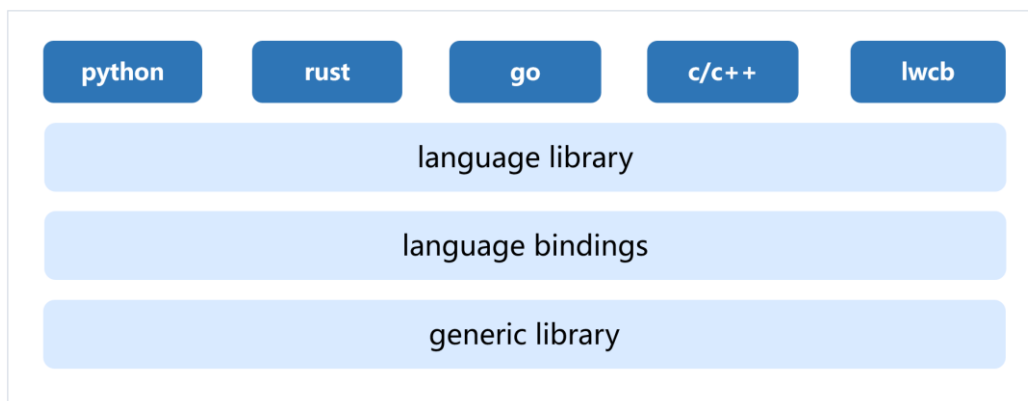 python rust go c/c++ lwcb
language library
language bindings
generic library